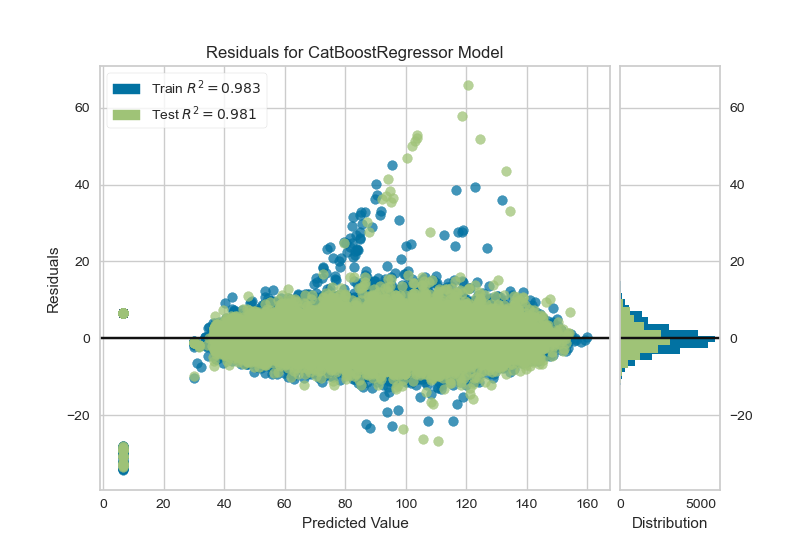 Residuals for CatBoostRegressor Model
Train R² = 0.983
Test R² = 0.981
Residuals
60
40
20
0
−20
0 20 40 60 80 100 120 140 160
Predicted Value
60
40
20
0
−20
0 5000
Distribution